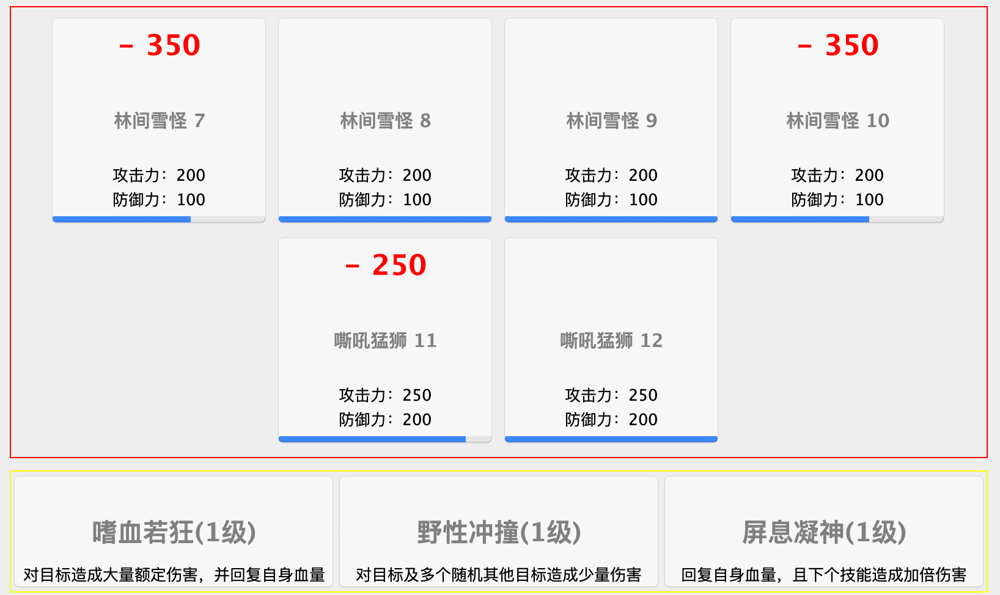 – 350
– 350
林间雪怪 7
林间雪怪 8
林间雪怪 9
林间雪怪 10
攻击力：200
攻击力：200
攻击力：200
攻击力：200
防御力：100
防御力：100
防御力：100
防御力：100
– 250
嘶吼猛狮 11
嘶吼猛狮 12
攻击力：250
攻击力：250
防御力：200
防御力：200
嗜血若狂(1级)
野性冲撞(1级)
屏息凝神(1级)
对目标造成大量额定伤害，并回复自身血量
对目标及多个随机其他目标造成少量伤害
回复自身血量，且下个技能造成加倍伤害